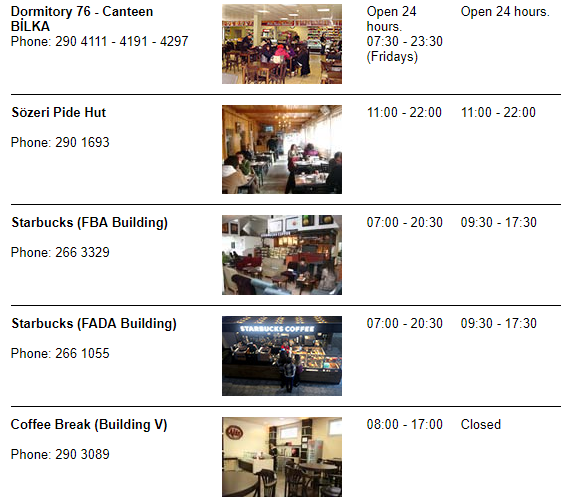 Dormitory 76 - Canteen
BİLKA
Phone: 290 4111 - 4191 - 4297
Open 24
hours.
07:30 - 23:30
(Fridays)
Open 24 hours.
Sözeri Pide Hut
Phone: 290 1693
11:00 - 22:00
11:00 - 22:00
Starbucks (FBA Building)
Phone: 266 3329
07:00 - 20:30
09:30 - 17:30
Starbucks (FADA Building)
Phone: 266 1055
STARBUCKS COFFEE
07:00 - 20:30
09:30 - 17:30
Coffee Break (Building V)
Phone: 290 3089
08:00 - 17:00
Closed